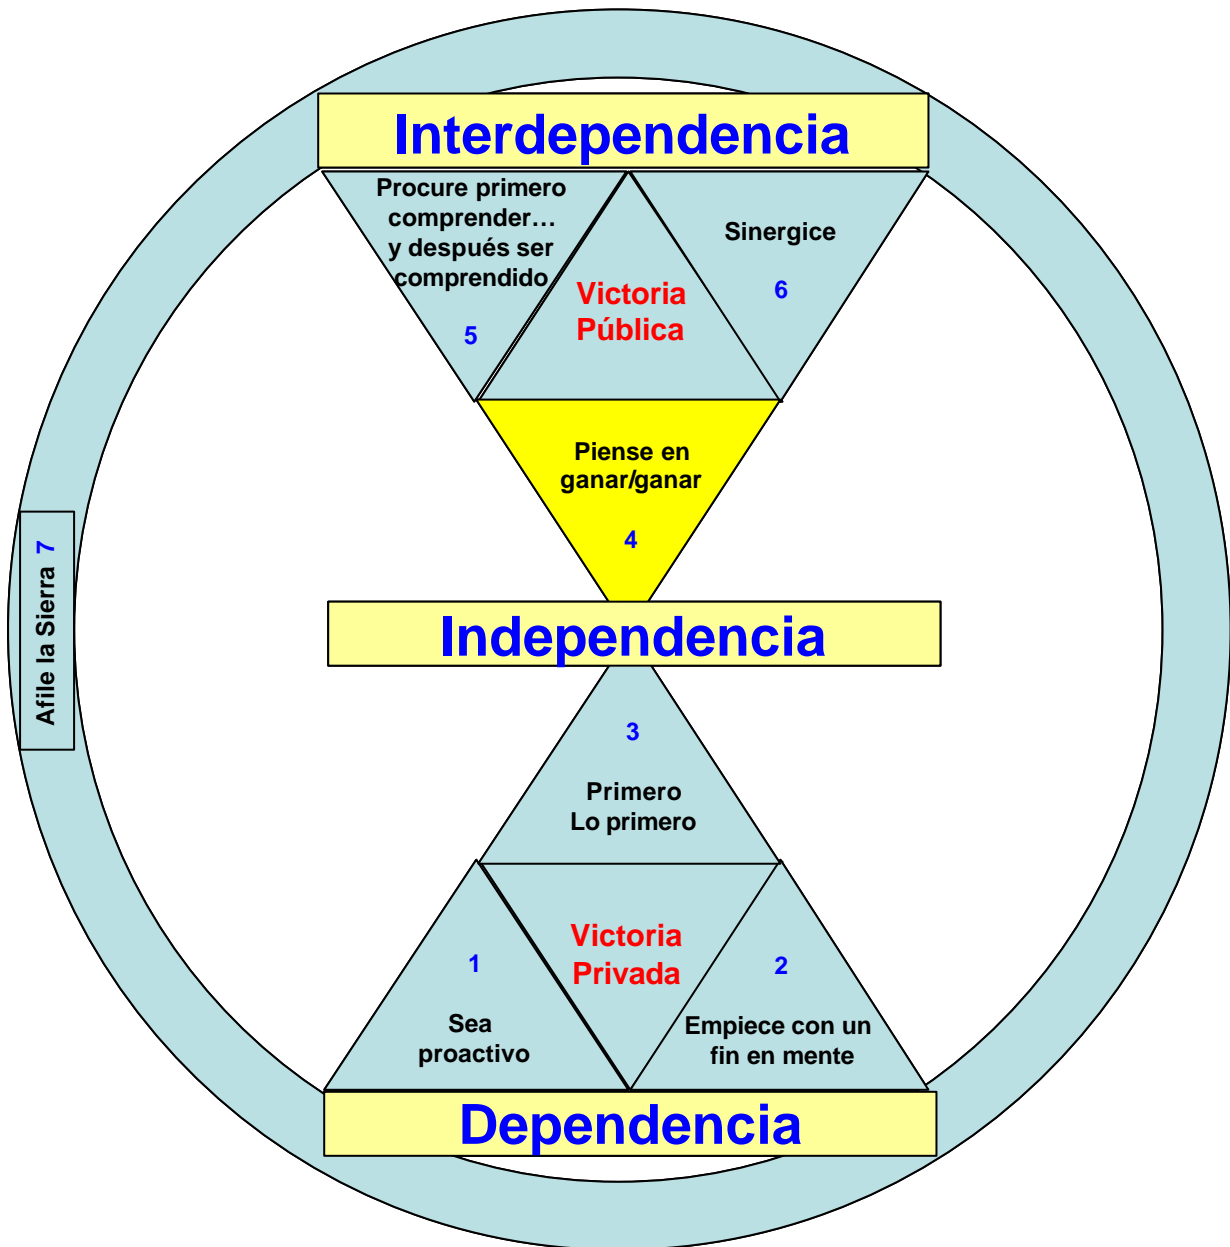 Interdependencia
Procure primero
comprender…
y después ser
comprendido
5
Victoria
Pública
Sinergice
6
Piense en
ganar/ganar
4
Afile la Sierra 7
Independencia
3
Primero
Lo primero
Victoria
Privada
1
Sea
proactivo
2
Empiece con un
fin en mente
Dependencia